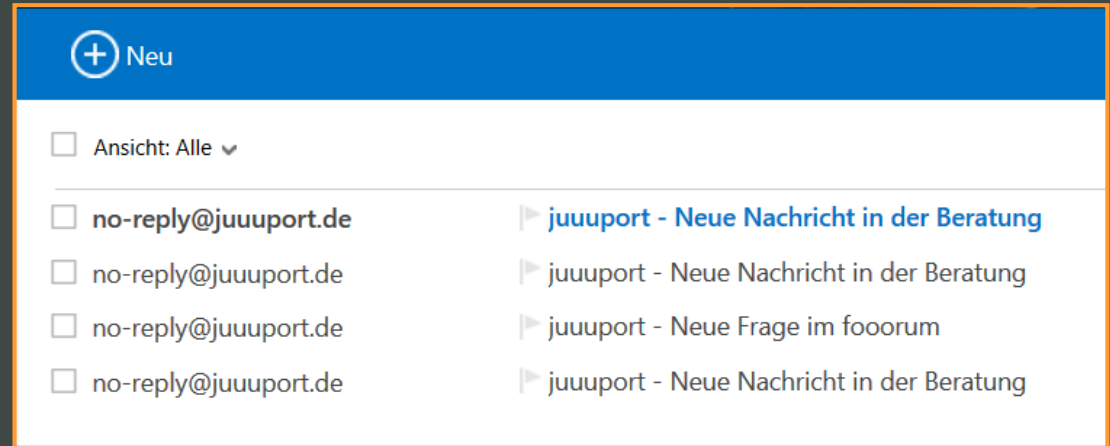 Neu
Ansicht: Alle
no-reply@juuuport.de juuuport - Neue Nachricht in der Beratung
no-reply@juuuport.de juuuport - Neue Nachricht in der Beratung
no-reply@juuuport.de juuuport - Neue Frage im fooorum
no-reply@juuuport.de juuuport - Neue Nachricht in der Beratung